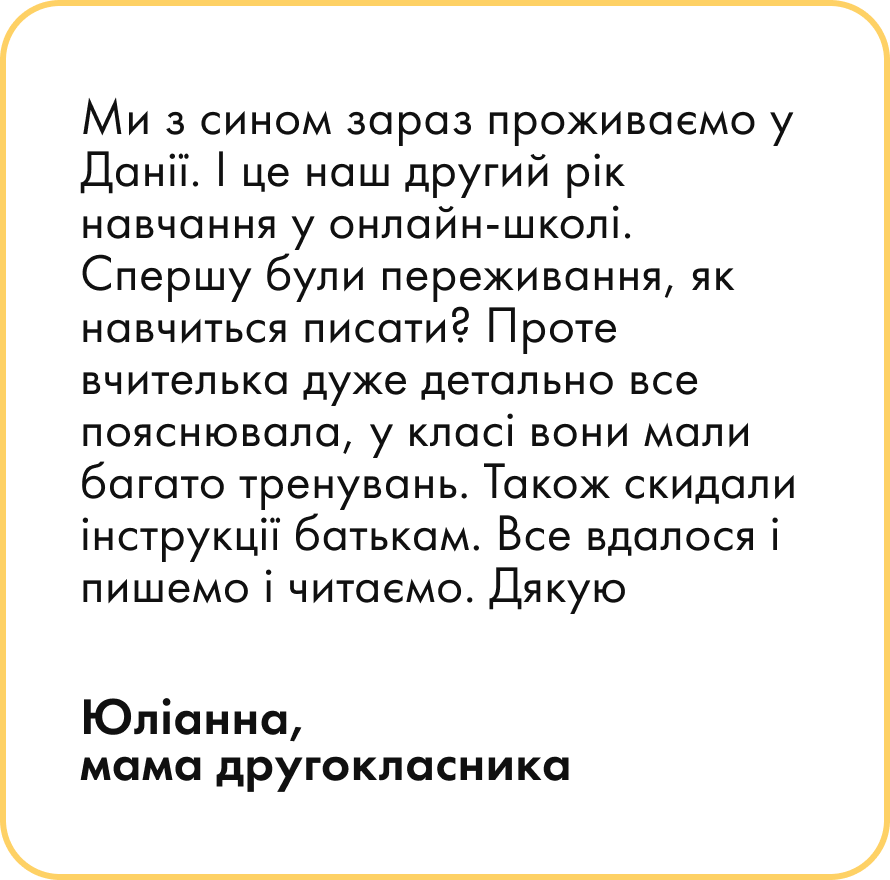 Ми з сином зараз проживаємо у
Данії. І це наш другий рік
навчання у онлайн-школі.
Спершу були переживання, як
навчиться писати? Проте
вчителька дуже детально все
пояснювала, у класі вони мали
багато тренувань. Також скидали
інструкції батькам. Все вдалося і
пишемо і читаємо. Дякую
Юліанна,
мама другокласника